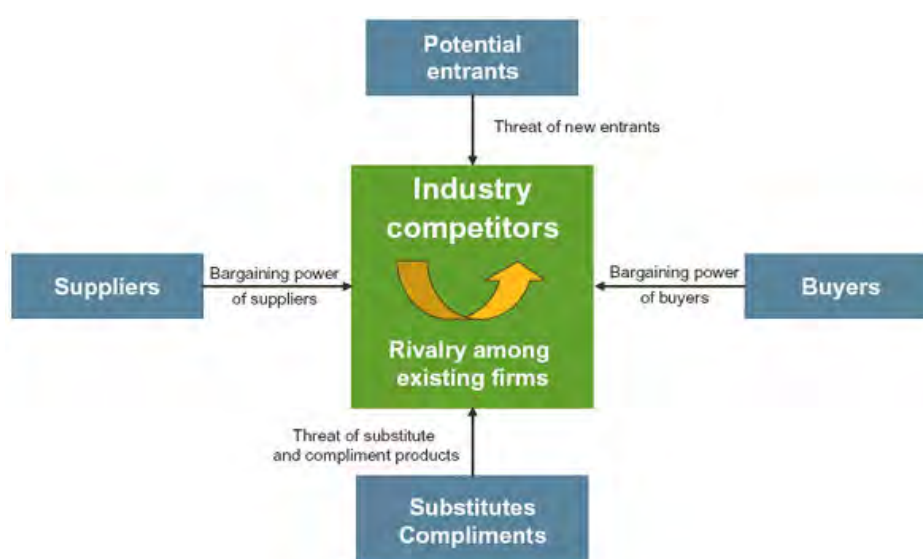 Potential
entrants
Threat of new entrants
Industry
competitors
Suppliers
Bargaining power
of suppliers
Bargaining power
of buyers
Buyers
Rivalry among
existing firms
Threat of substitute
and compliment products
Substitutes
Compliments